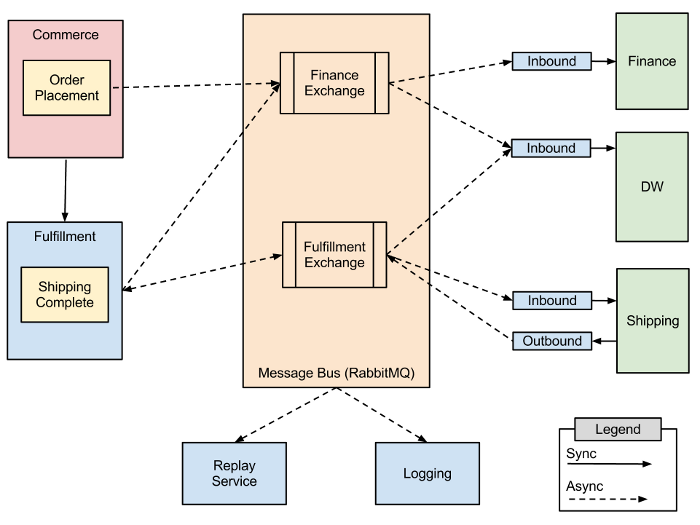 Commerce
Order
Placement
Fulfillment
Shipping
Complete
Finance
Exchange
Fulfillment
Exchange
Message Bus (RabbitMQ)
Inbound
Finance
Inbound
DW
Inbound
Outbound
Shipping
Replay
Service
Logging
Legend
Sync
Async